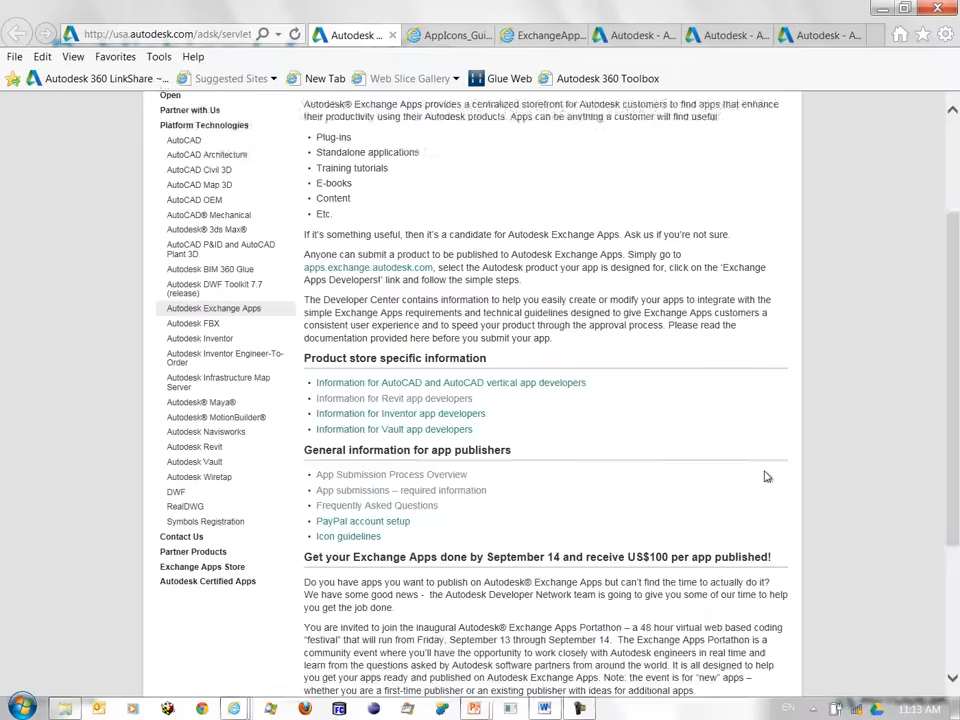 http://usa.autodesk.com/adsk/servlet
Autodesk ...
AppIcons_Gui...
ExchangeApp...
Autodesk - A...
Autodesk - A...
Autodesk - A...
File Edit View Favorites Tools Help
Autodesk 360 LinkShare ~...
Suggested Sites
New Tab
Web Slice Gallery
Glue Web
Autodesk 360 Toolbox
Open
Partner with Us
Platform Technologies
AutoCAD
AutoCAD Architecture
AutoCAD Civil 3D
AutoCAD Map 3D
AutoCAD OEM
AutoCAD® Mechanical
Autodesk® 3ds Max®
AutoCAD P&ID and AutoCAD
Plant 3D
Autodesk BIM 360 Glue
Autodesk DWF Toolkit 7.7
(release)
Autodesk Exchange Apps
Autodesk FBX
Autodesk Inventor
Autodesk Inventor Engineer-To-
Order
Autodesk Infrastructure Map
Server
Autodesk® Maya®
Autodesk® MotionBuilder®
Autodesk Navisworks
Autodesk Revit
Autodesk Vault
Autodesk Wiretap
DWF
RealDWG
Symbols Registration
Contact Us
Partner Products
Exchange Apps Store
Autodesk Certified Apps
Autodesk® Exchange Apps provides a centralized storefront for Autodesk customers to find apps that enhance
their productivity using their Autodesk products. Apps can be anything a customer will find useful
• Plug-ins
• Standalone applications
• Training tutorials
• E-books
• Content
• Etc.
If it's something useful, then it's a candidate for Autodesk Exchange Apps. Ask us if you're not sure.
Anyone can submit a product to be published to Autodesk Exchange Apps. Simply go to
apps.exchange.autodesk.com, select the Autodesk product your app is designed for, click on the 'Exchange
Apps Developers!' link and follow the simple steps.
The Developer Center contains information to help you easily create or modify your apps to integrate with the
simple Exchange Apps requirements and technical guidelines designed to give Exchange Apps customers a
consistent user experience and to speed your product through the approval process. Please read the
documentation provided here before you submit your app.
Product store specific information
• Information for AutoCAD and AutoCAD vertical app developers
• Information for Revit app developers
• Information for Inventor app developers
• Information for Vault app developers
General information for app publishers
• App Submission Process Overview
• App submissions – required information
• Frequently Asked Questions
• PayPal account setup
• Icon guidelines
Get your Exchange Apps done by September 14 and receive US$100 per app published!
Do you have apps you want to publish on Autodesk® Exchange Apps but can't find the time to actually do it?
We have some good news - the Autodesk Developer Network team is going to give you some of our time to help
you get the job done.
You are invited to join the inaugural Autodesk® Exchange Apps Portathon – a 48 hour virtual web based coding
"festival" that will run from Friday, September 13 through September 14. The Exchange Apps Portathon is a
community event where you'll have the opportunity to work closely with Autodesk engineers in real time and
learn from the questions asked by Autodesk software partners from around the world. It is all designed to help
you get your apps ready and published on Autodesk Exchange Apps. Note: the event is for "new" apps –
whether you are a first-time publisher or an existing publisher with ideas for additional apps.
EN
11:13 AM